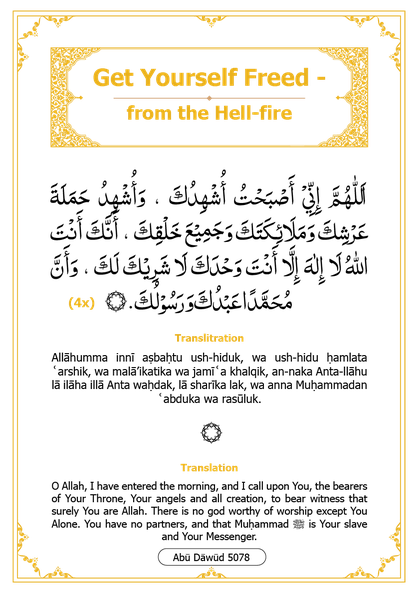 Get Yourself Freed -
from the Hell-fire
اَللّٰهُمَّ إِنِّيْ أَصْبَحْتُ أُشْهِدُكَ ، وَأُشْهِدُ حَمَلَةَ
عَرْشِكَ وَمَلَائِكَتَكَ وَجَمِيْعَ خَلْقِكَ ، أَنَّكَ أَنْتَ
اللهُ لَا إِلٰهَ إِلَّا أَنْتَ وَحْدَكَ لَا شَرِيْكَ لَكَ ، وَأَنَّ
مُحَمَّدًا عَبْدُكَ وَرَسُوْلُكَ. (4x)
Translitration
Allāhumma innī aṣbaḥtu ush-hiduk, wa ush-hidu ḥamlata
ʿarshik, wa malā’ikatika wa jamīʿa khalqik, an-naka Anta-llāhu
lā ilāha illā Anta waḥdak, lā sharīka lak, wa anna Muḥammadan
ʿabduka wa rasūluk.
Translation
O Allah, I have entered the morning, and I call upon You, the bearers
of Your Throne, Your angels and all creation, to bear witness that
surely You are Allah. There is no god worthy of worship except You
Alone. You have no partners, and that Muḥammad ﷺ is Your slave
and Your Messenger.
Abū Dāwūd 5078